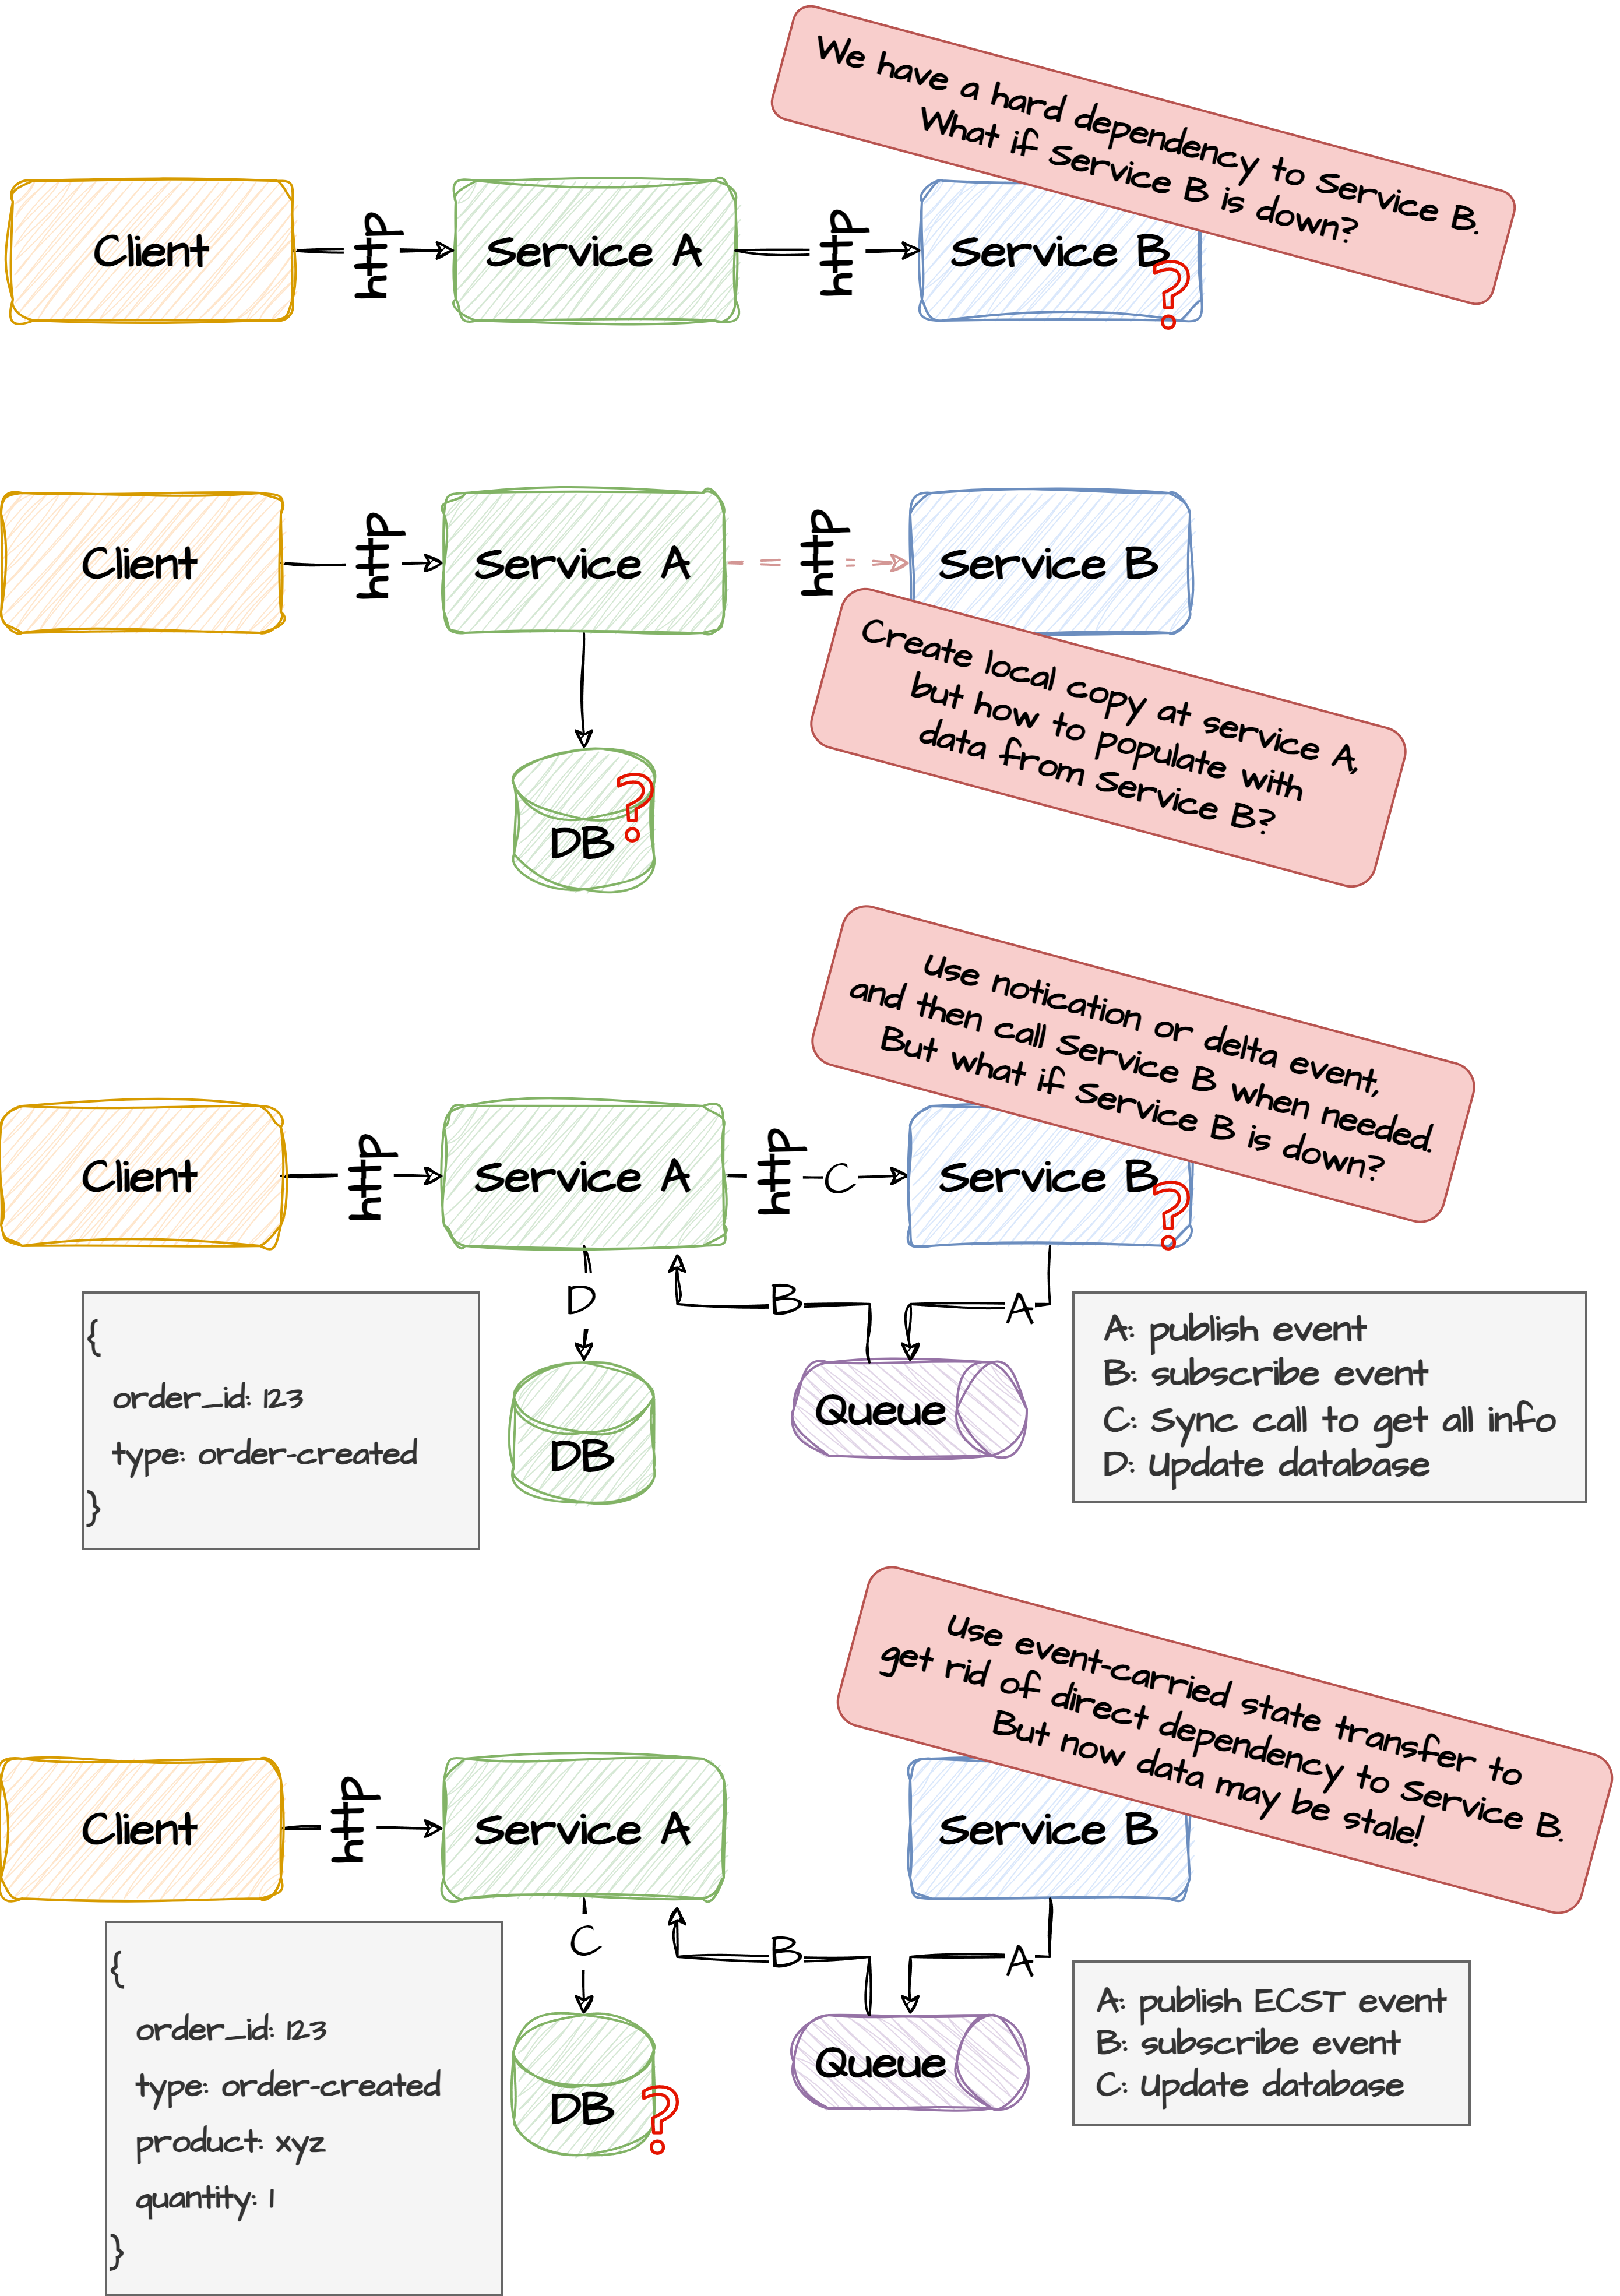 We have a hard dependency to Service B.
What if Service B is down?
Client
http
Service A
http
Service B
?
Client
http
Service A
http
Service B
Create local copy at service A,
but how to populate with
data from Service B?
?
DB
Use notication or delta event,
and then call Service B when needed.
But what if Service B is down?
Client
http
Service A
http
C
Service B
?
D
B
A
{
order_id: 123
type: order-created
}
DB
Queue
A: publish event
B: subscribe event
C: Sync call to get all info
D: Update database
Use event-carried state transfer to
get rid of direct dependency to Service B.
But now data may be stale!
Client
http
Service A
Service B
C
B
A
{
order_id: 123
type: order-created
product: xyz
quantity: 1
}
DB
?
Queue
A: publish ECST event
B: subscribe event
C: Update database